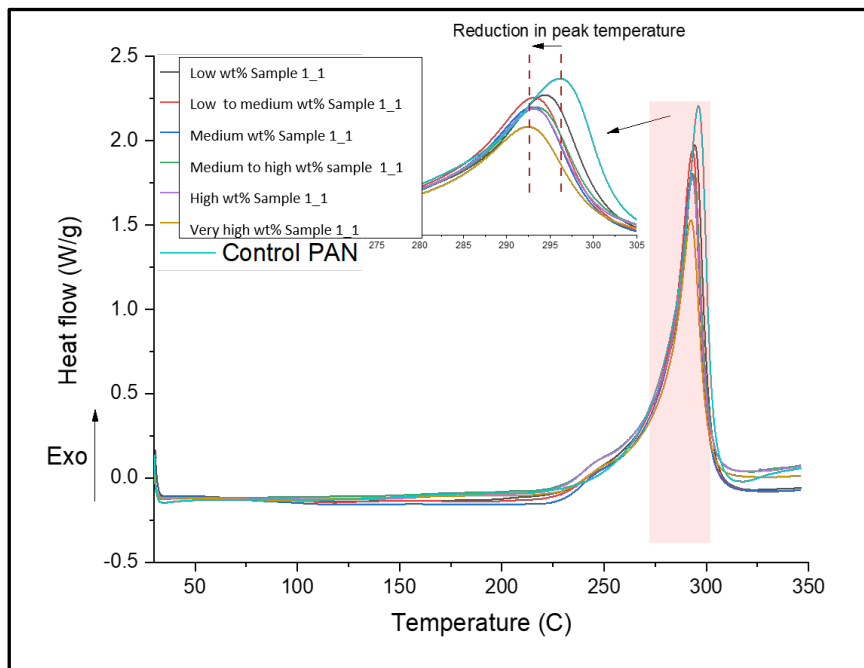 Reduction in peak temperature
2.5
2.0
1.5
1.0
0.5
0.0
-0.5
Heat flow (W/g)
Exo
Low wt% Sample 1_1
Low to medium wt% Sample 1_1
Medium wt% Sample 1_1
Medium to high wt% sample 1_1
High wt% Sample 1_1
Very high wt% Sample 1_1
Control PAN
275 280 285 290 295 300 305
50 100 150 200 250 300
Temperature (C)